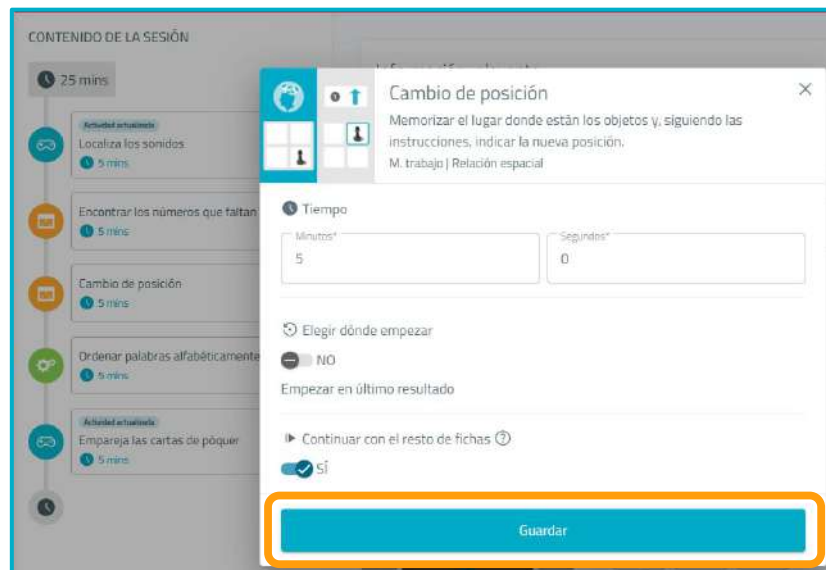 CONTENIDO DE LA SESIÓN
25 mins
Actividad actualizada
Localiza los sonidos
5 mins
Encontrar los números que faltan
5 mins
Cambio de posición
5 mins
Ordenar palabras alfabéticamente
5 mins
Actividad actualizada
Empareja las cartas de póquer
5 mins
Cambio de posición
Memorizar el lugar donde están los objetos y, siguiendo las
instrucciones, indicar la nueva posición.
M. trabajo | Relación espacial
Tiempo
Minutos*
5
Segundos*
0
Elegir dónde empezar
NO
Empezar en último resultado
Continuar con el resto de fichas
SÍ
Guardar